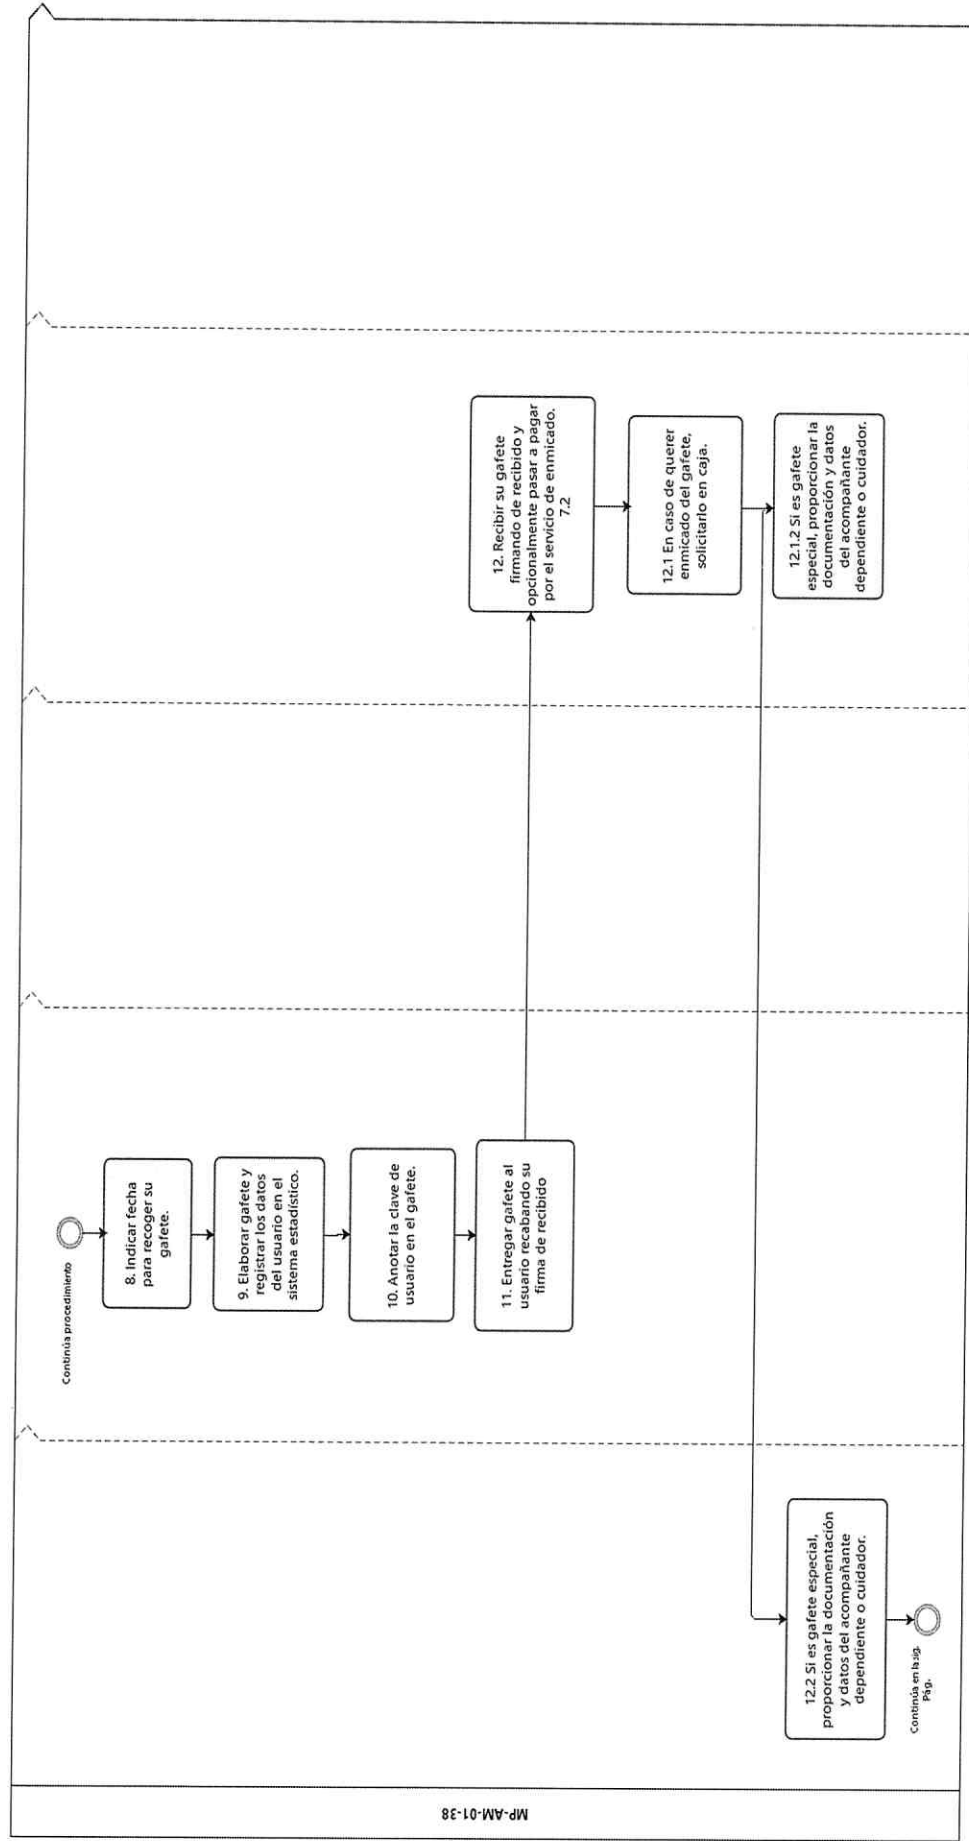 Continúa procedimiento
8. Indicar fecha
para recoger su
gafete.
9. Elaborar gafete y
registrar los datos
del usuario en el
sistema estadístico.
10. Anotar la clave de
usuario en el gafete.
11. Entregar gafete al
usuario recabando su
firma de recibido
12. Recibir su gafete
firmando de recibido y
opcionalmente pasar a pagar
por el servicio de enmicado.
7.2
12.1 En caso de querer
enmicado del gafete,
solicitarlo en caja.
12.1.2 Si es gafete
especial, proporcionar la
documentación y datos
del acompañante
dependiente o cuidador.
12.2 Si es gafete especial,
proporcionar la documentación
y datos del acompañante
dependiente o cuidador.
Continúa en la sig.
Pág.
MP-AM-01-38